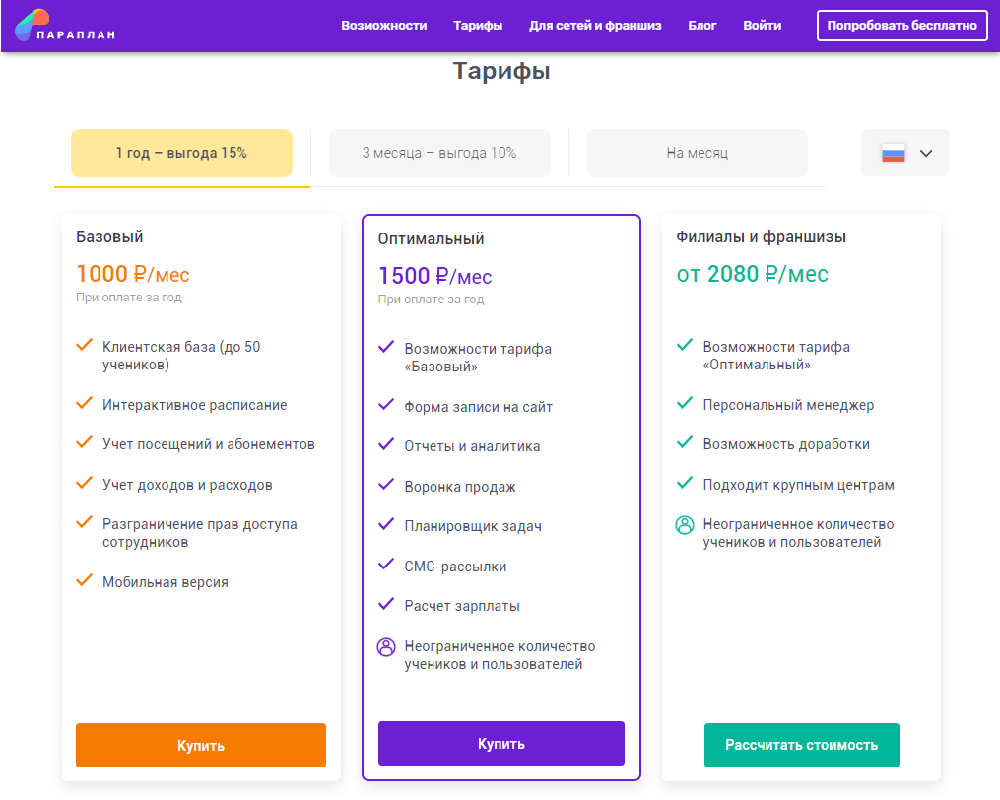 ПАРАПЛАН
Возможности
Тарифы
Для сетей и франшиз
Блог
Войти
Попробовать бесплатно
Тарифы
1 год – выгода 15%
3 месяца – выгода 10%
На месяц
Базовый
1000 ₽/мес
При оплате за год
Клиентская база (до 50
учеников)
Интерактивное расписание
Учет посещений и абонементов
Учет доходов и расходов
Разграничение прав доступа
сотрудников
Мобильная версия
Купить
Оптимальный
1500 ₽/мес
При оплате за год
Возможности тарифа
«Базовый»
Форма записи на сайт
Отчеты и аналитика
Воронка продаж
Планировщик задач
СМС-рассылки
Расчет зарплаты
Неограниченное количество
учеников и пользователей
Купить
Филиалы и франшизы
от 2080 ₽/мес
Возможности тарифа
«Оптимальный»
Персональный менеджер
Возможность доработки
Подходит крупным центрам
Неограниченное количество
учеников и пользователей
Рассчитать стоимость